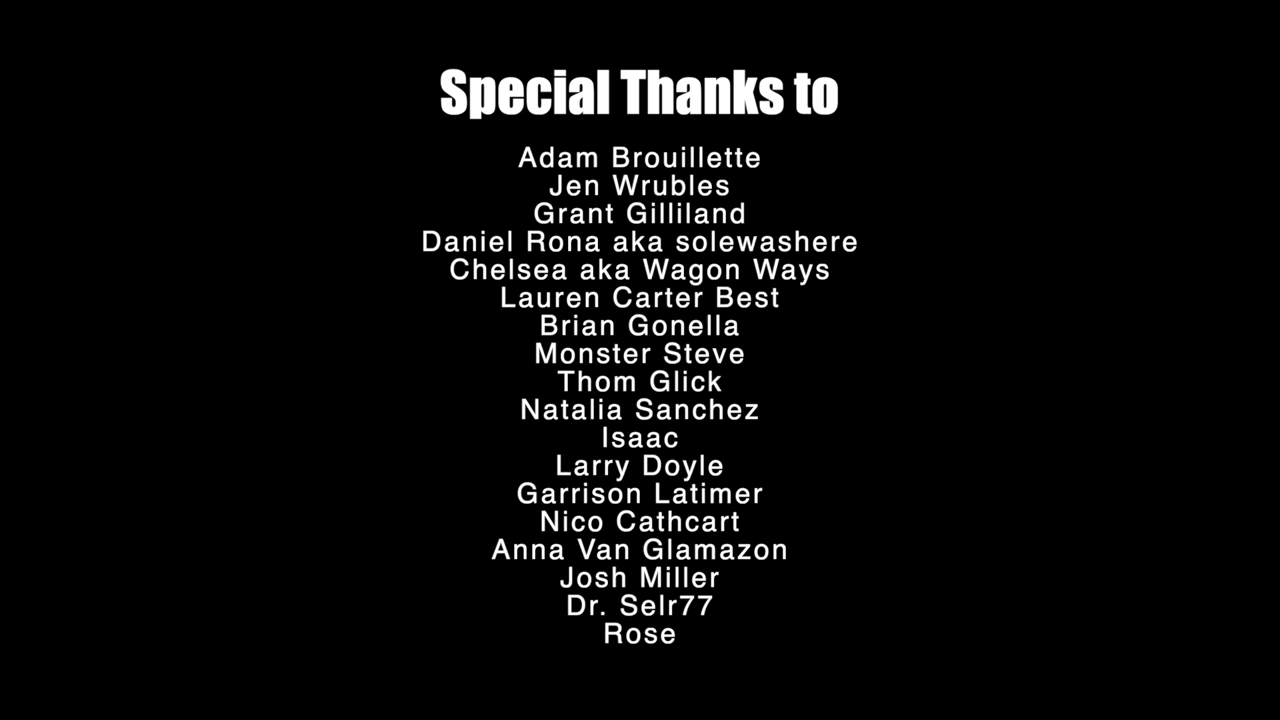 Special Thanks to
Adam Brouillette
Jen Wrubles
Grant Gilliland
Daniel Rona aka solewashere
Chelsea aka Wagon Ways
Lauren Carter Best
Brian Gonella
Monster Steve
Thom Glick
Natalia Sanchez
Isaac
Larry Doyle
Garrison Latimer
Nico Cathcart
Anna Van Glamazon
Josh Miller
Dr. Selr77
Rose